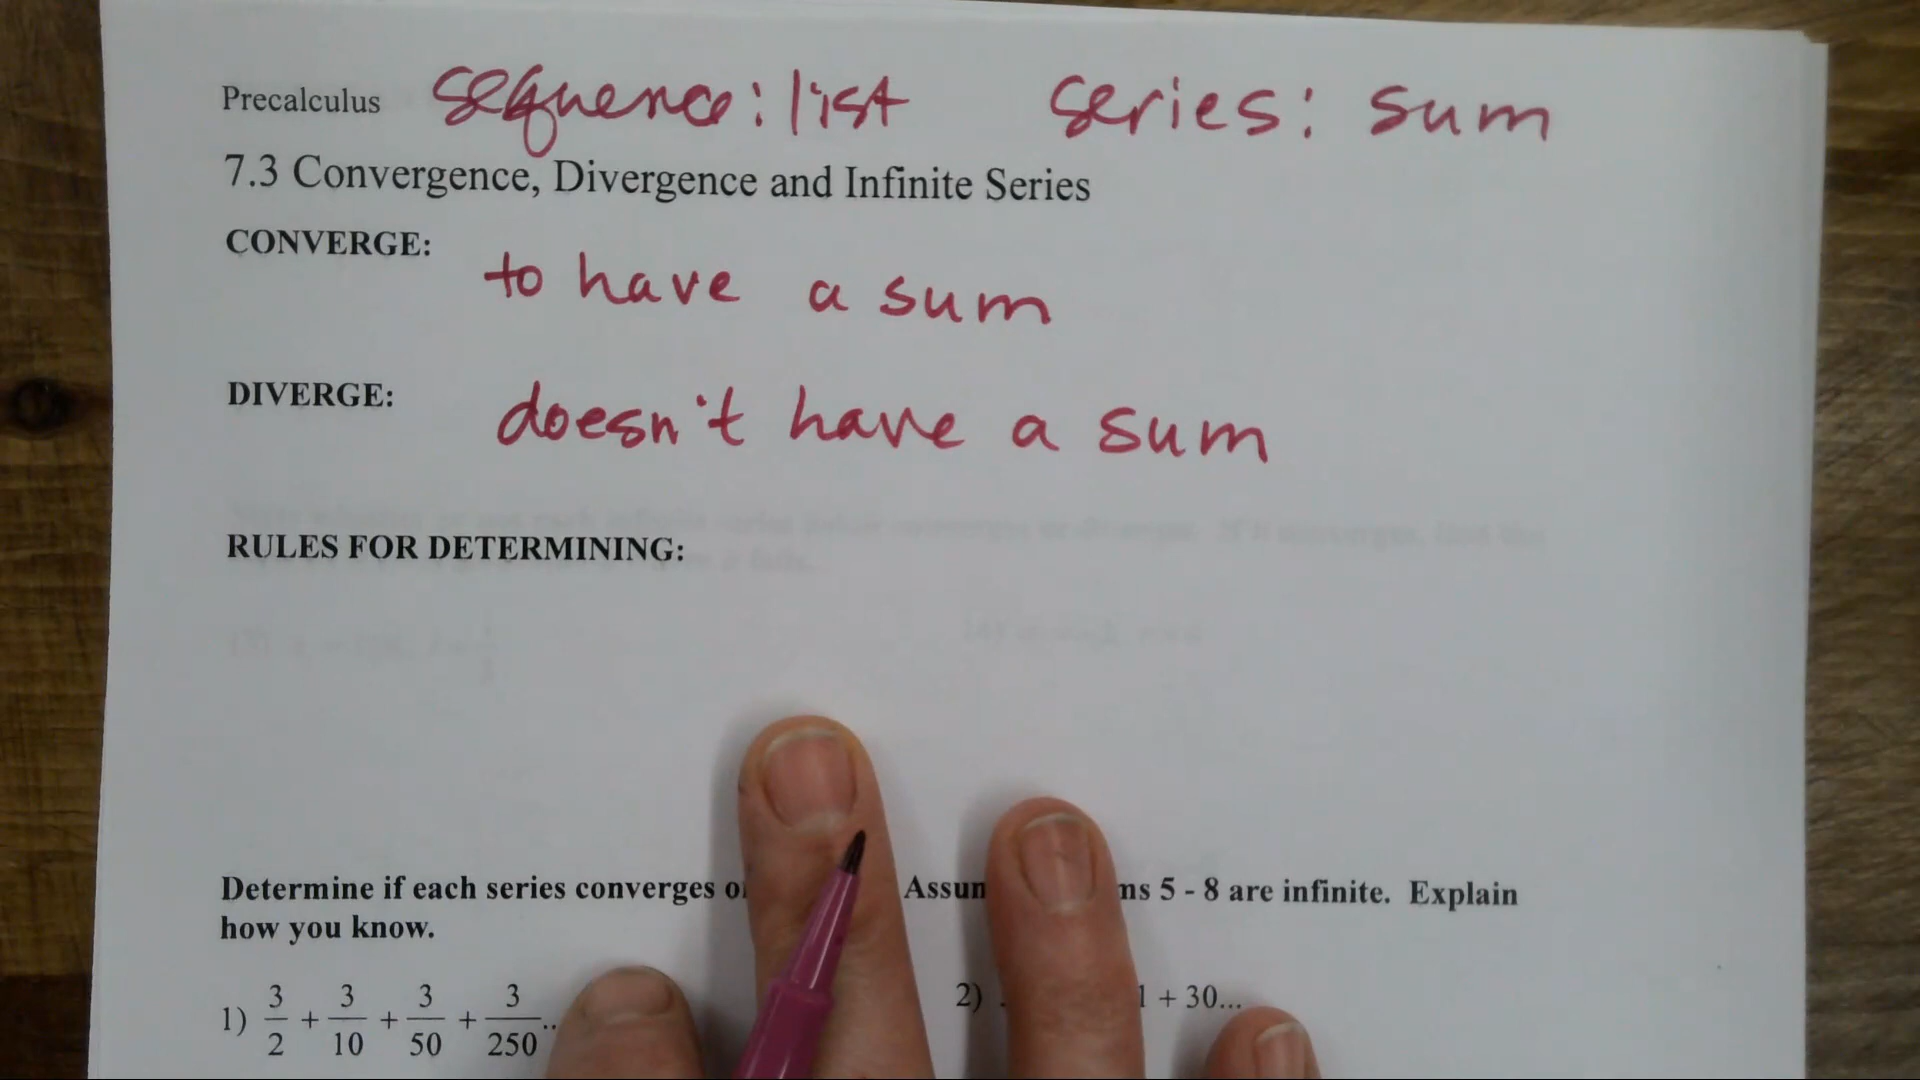 Precalculus sequence: list series: sum
7.3 Convergence, Divergence and Infinite Series
CONVERGE:
to have a sum
DIVERGE:
doesn't have a sum
RULES FOR DETERMINING:
Determine if each series converges Assum ms 5 - 8 are infinite. Explain
how you know.
1) 3/2 + 3/10 + 3/50 + 3/250 .. 2) 1 + 30...